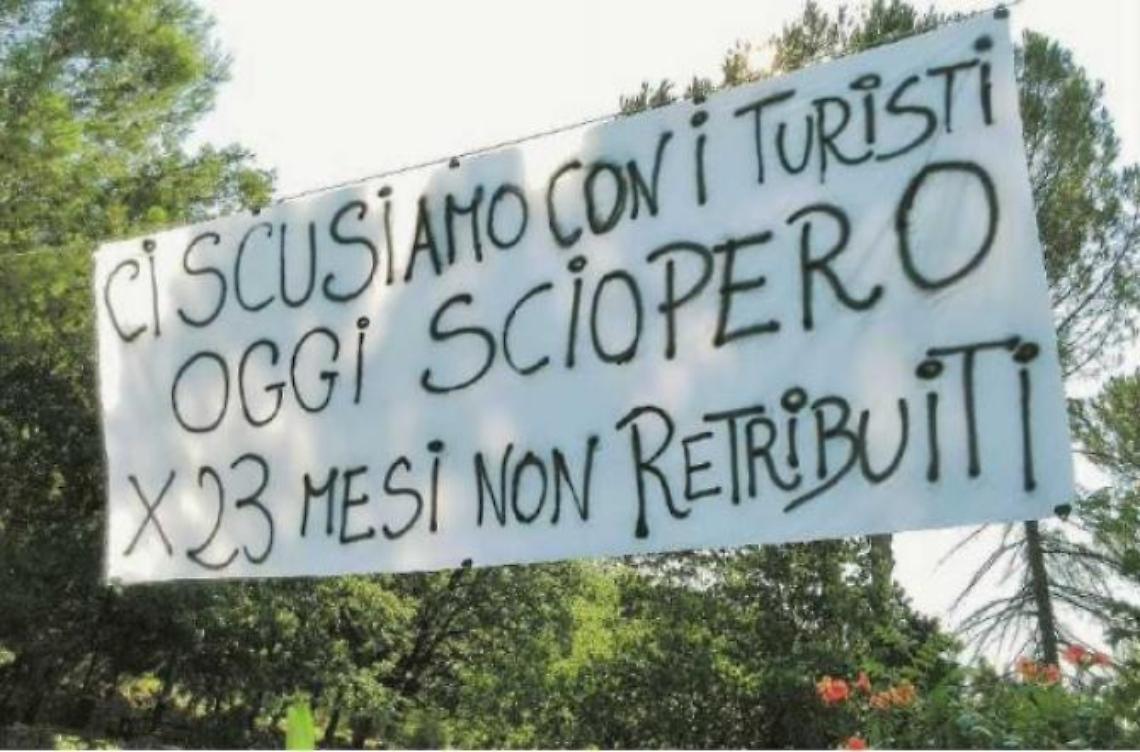 Ci SCUSiAMO CON i TURiSTi
OGGi SCiOPERO
X 23 MESi NON RETRiBUiTi